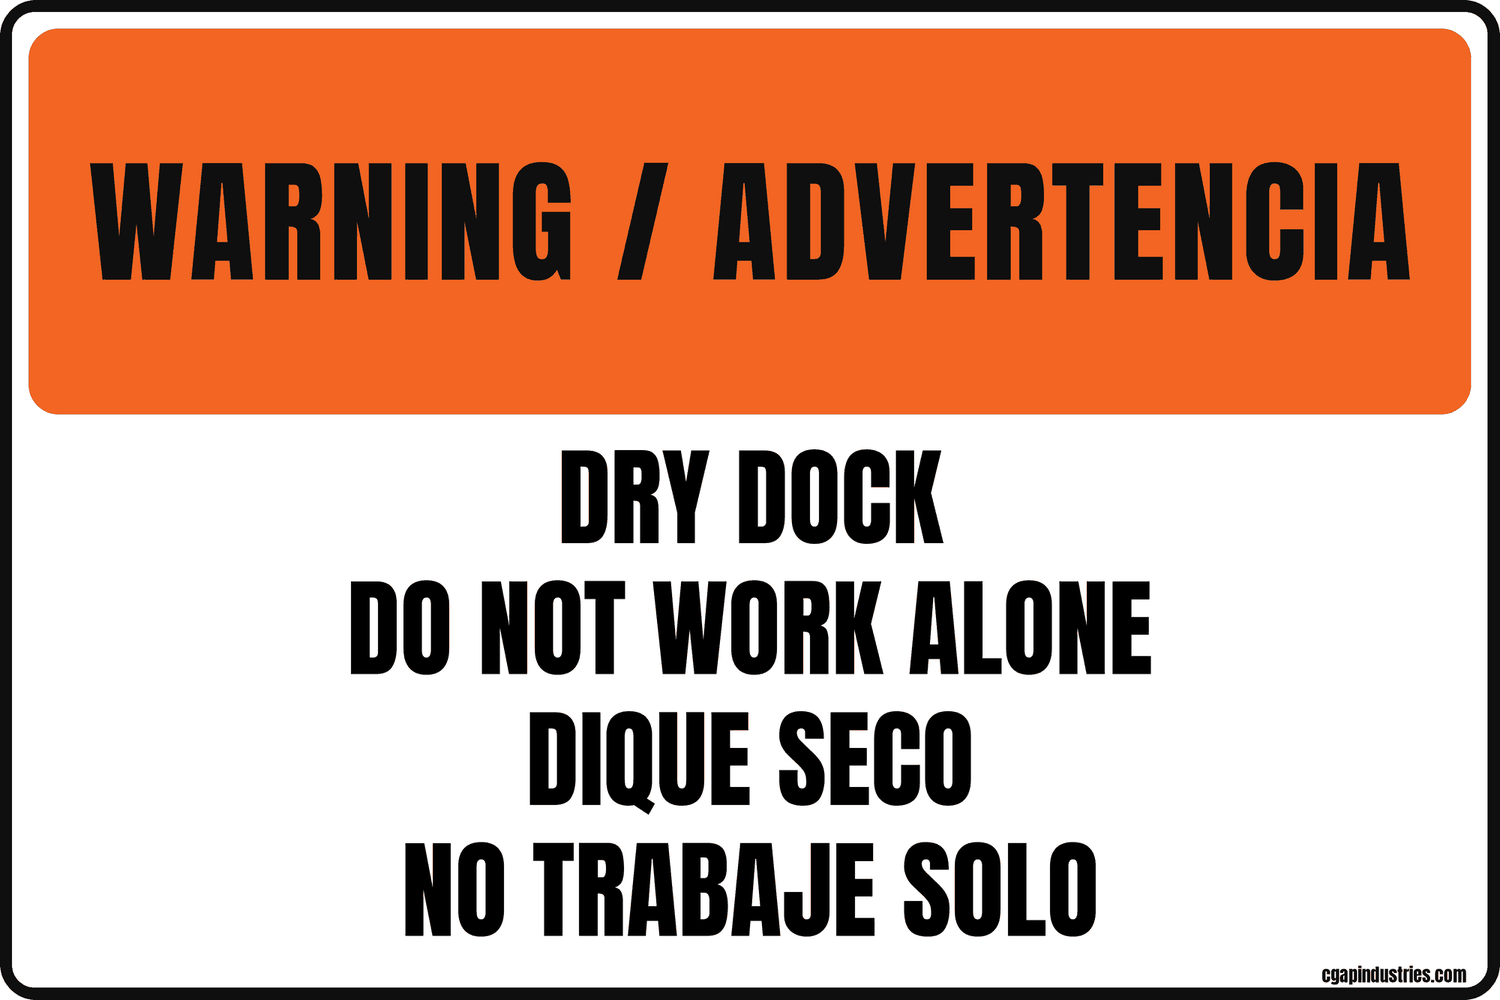 WARNING / ADVERTENCIA
DRY DOCK
DO NOT WORK ALONE
DIQUE SECO
NO TRABAJE SOLO
cgapindustries.com